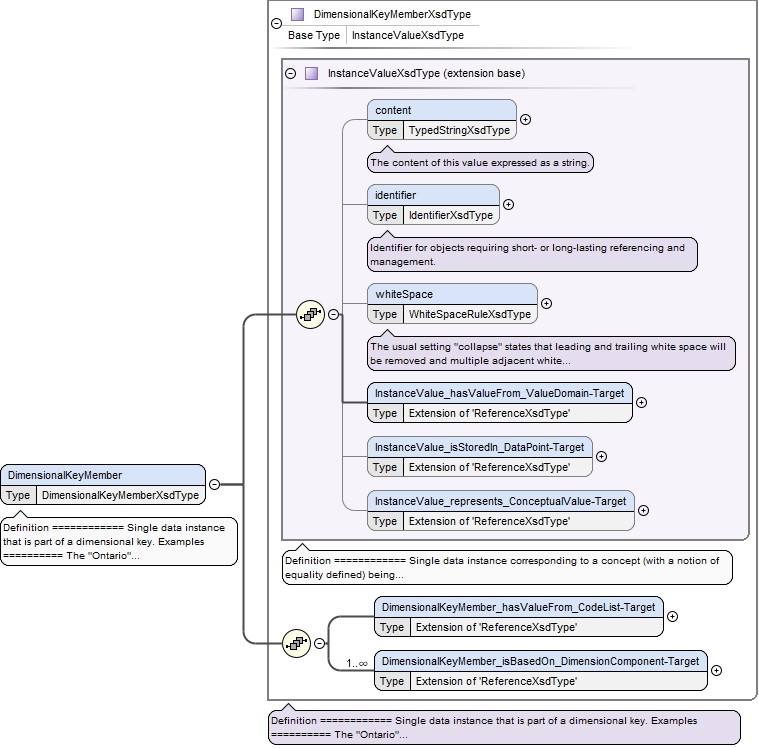 DimensionalKeyMemberXsdType
Base Type InstanceValueXsdType
InstanceValueXsdType (extension base)
content
Type TypedStringXsdType
The content of this value expressed as a string.
identifier
Type IdentifierXsdType
Identifier for objects requiring short- or long-lasting referencing and
management.
whiteSpace
Type WhiteSpaceRuleXsdType
The usual setting "collapse" states that leading and trailing white space will
be removed and multiple adjacent white...
InstanceValue_hasValueFrom_ValueDomain-Target
Type Extension of 'ReferenceXsdType'
InstanceValue_isStoredIn_DataPoint-Target
Type Extension of 'ReferenceXsdType'
InstanceValue_represents_ConceptualValue-Target
Type Extension of 'ReferenceXsdType'
DimensionalKeyMember
Type DimensionalKeyMemberXsdType
Definition ============ Single data instance
that is part of a dimensional key. Examples
========== The "Ontario"...
Definition ============ Single data instance corresponding to a concept (with a notion of
equality defined) being...
DimensionalKeyMember_hasValueFrom_CodeList-Target
Type Extension of 'ReferenceXsdType'
1..∞
DimensionalKeyMember_isBasedOn_DimensionComponent-Target
Type Extension of 'ReferenceXsdType'
Definition ============ Single data instance that is part of a dimensional key. Examples
========== The "Ontario"...